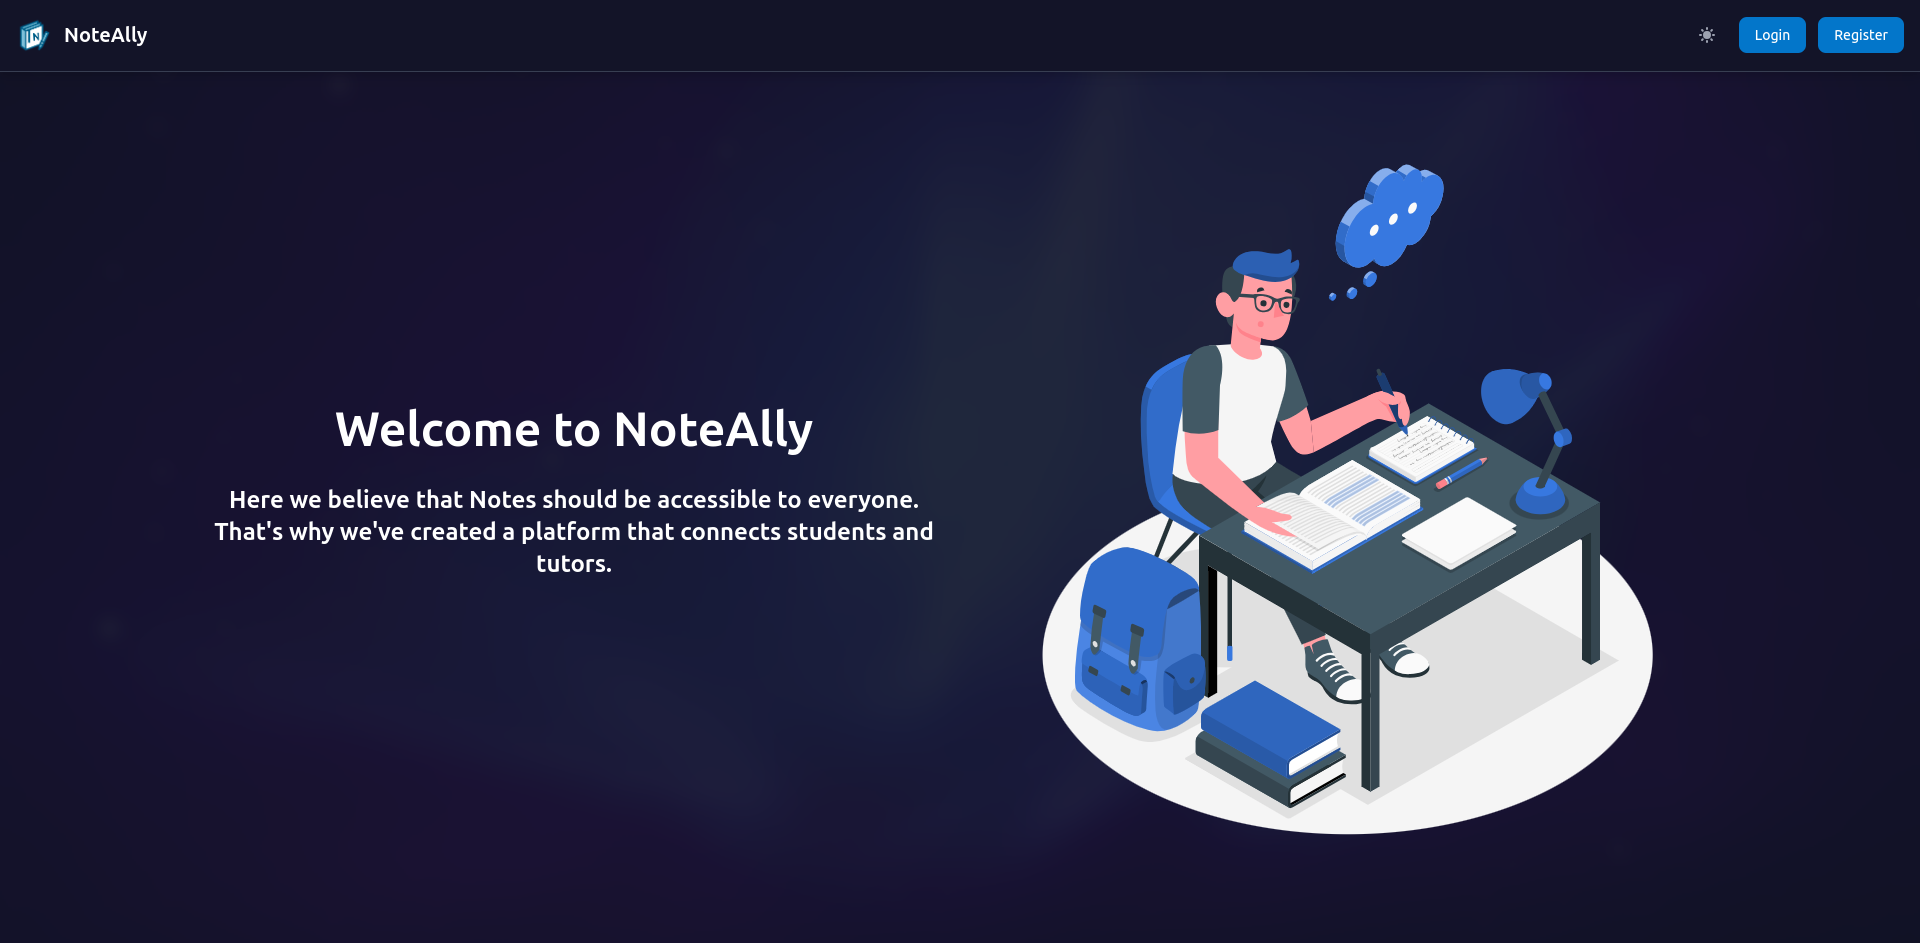 NoteAlly
Login
Register
Welcome to NoteAlly
Here we believe that Notes should be accessible to everyone.
That's why we've created a platform that connects students and
tutors.